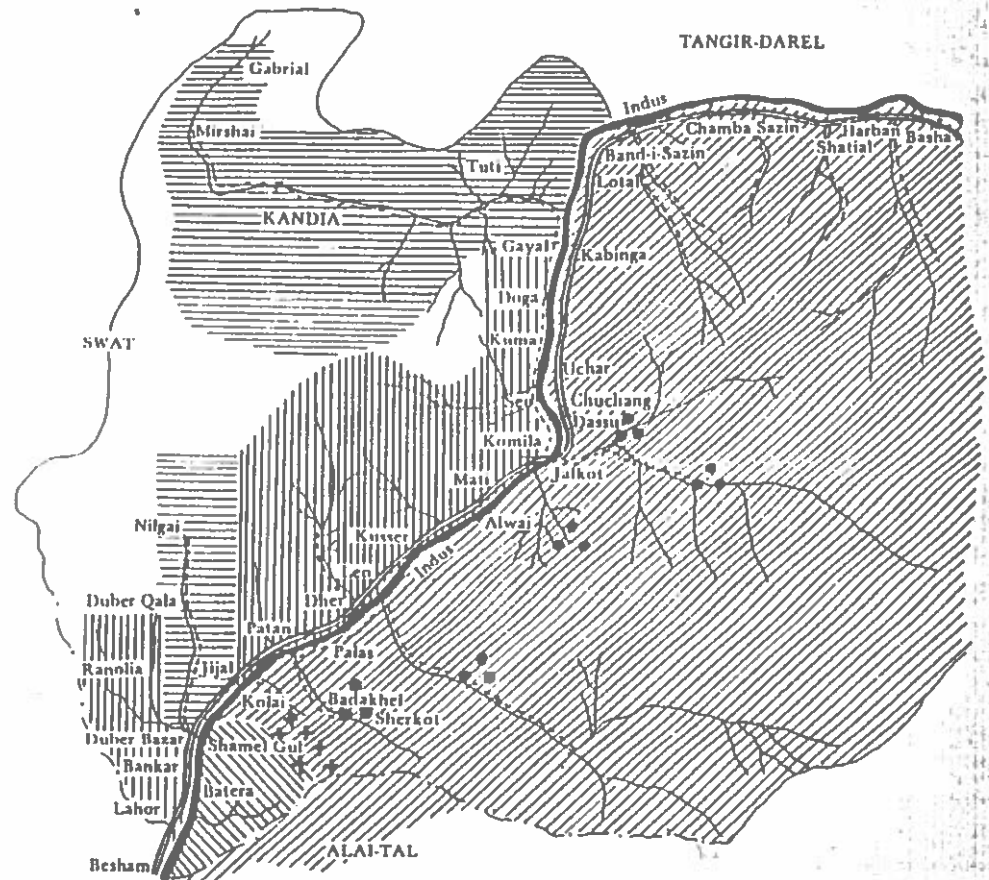 TANGIR-DAREL
Gabrial
Indus
Mirshai
Chamba Sazin
Harban
Basha
Shatial
Band-i-Sazin
Tuti
Lotal
KANDIA
Gayal
Kabinga
Doga
Kumar
SWAT
Uchar
Seu
Chuchang
Dassu
Komila
Jalkot
Mati
Nilgai
Alwai
Kusser
Indus
Duber Qala
Dher
Patan
Palas
Ranolia
Jijal
Kolai
Badakhel
Sherkot
Duber Bazar
Shamel Gul
Bankar
Batera
Lahor
ALAI-TAL
Besham